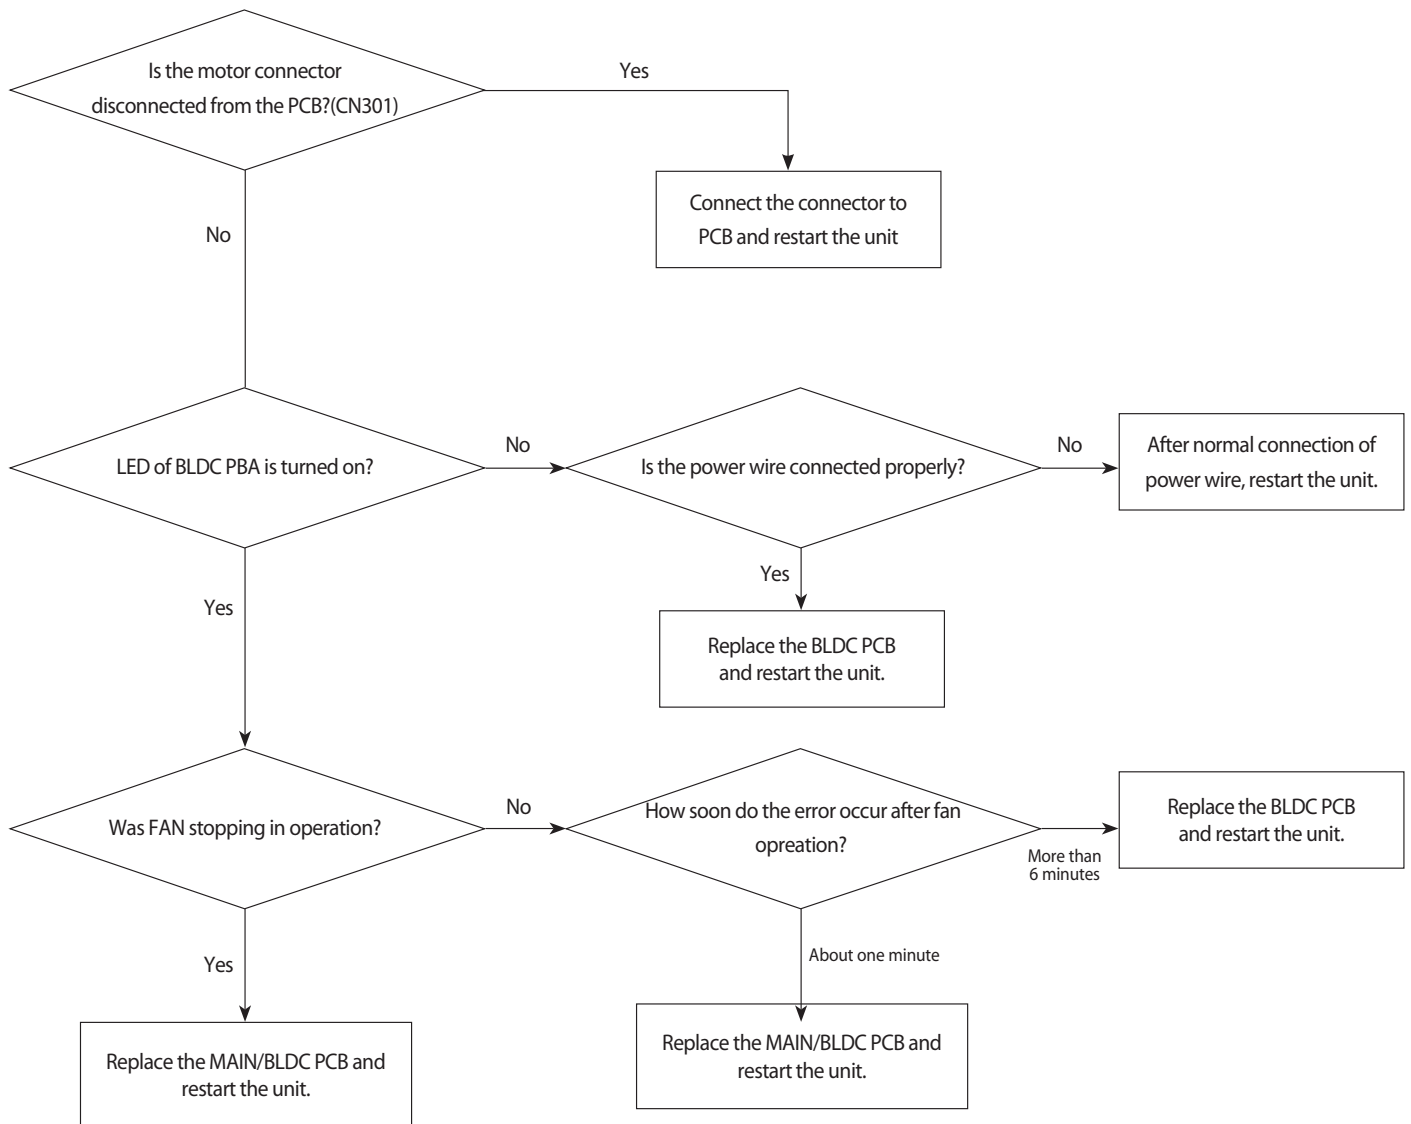 Is the motor connector
disconnected from the PCB?(CN301)
Yes
Connect the connector to
PCB and restart the unit
No
LED of BLDC PBA is turned on?
No
Is the power wire connected properly?
No
After normal connection of
power wire, restart the unit.
Yes
Replace the BLDC PCB
and restart the unit.
Yes
Was FAN stopping in operation?
No
How soon do the error occur after fan
opreation?
More than
6 minutes
Replace the BLDC PCB
and restart the unit.
Yes
Replace the MAIN/BLDC PCB and
restart the unit.
About one minute
Replace the MAIN/BLDC PCB and
restart the unit.